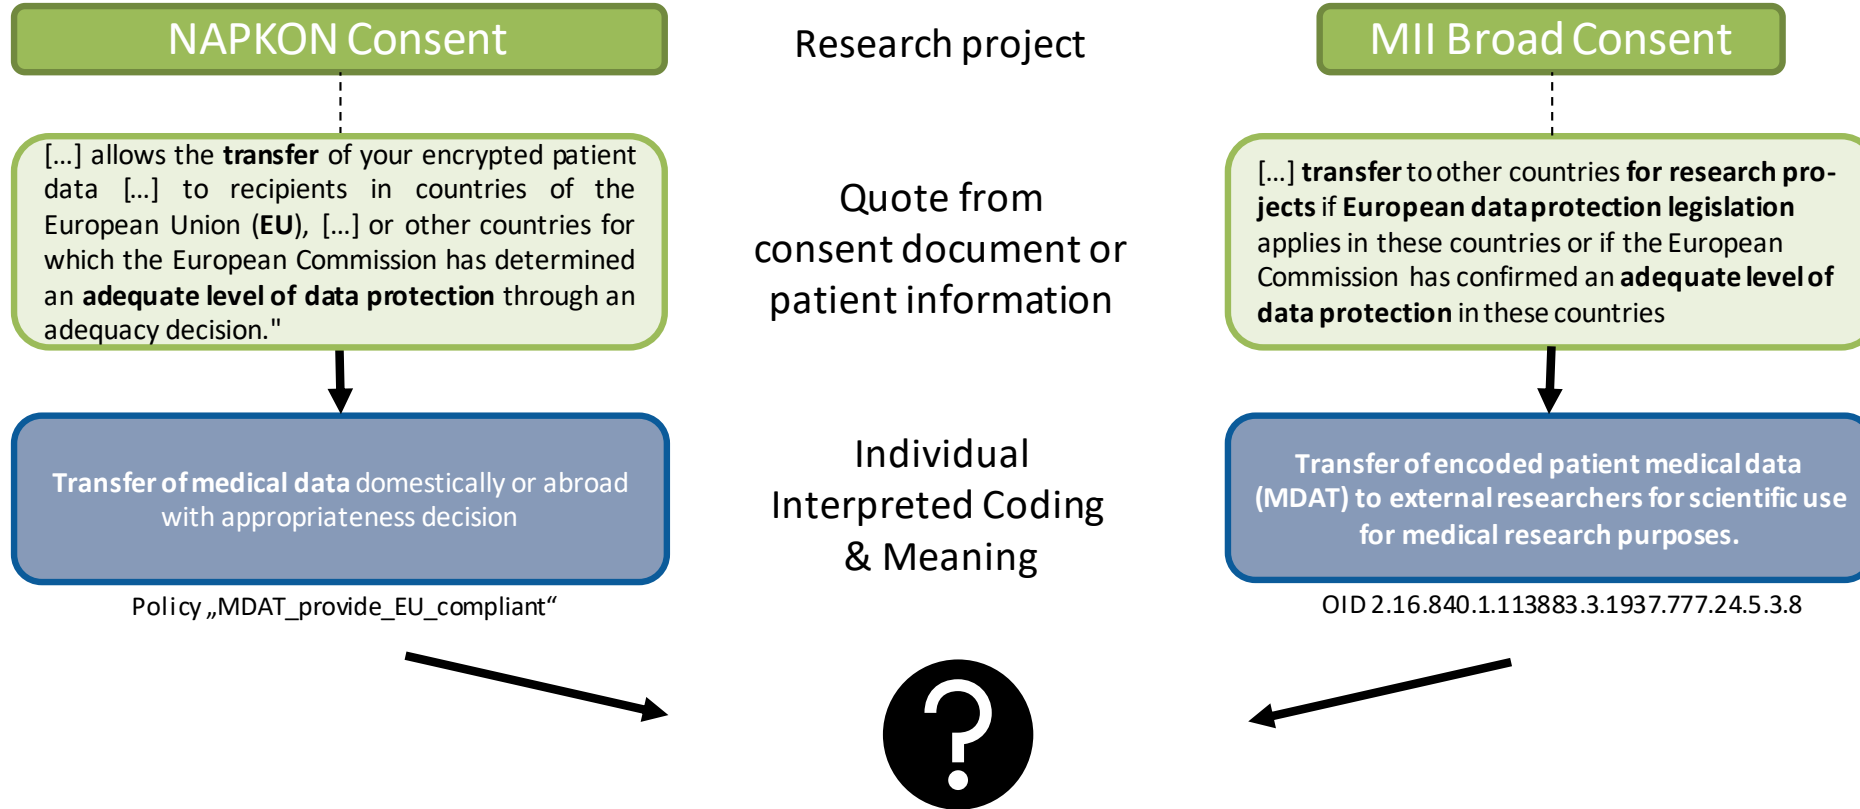 NAPKON Consent
Research project
MII Broad Consent
[...] allows the transfer of your encrypted patient
data [...] to recipients in countries of the
European Union (EU), [...] or other countries for
which the European Commission has determined
an adequate level of data protection through an
adequacy decision."
Quote from
consent document or
patient information
[...] transfer to other countries for research pro-
jects if European data protection legislation
applies in these countries or if the European
Commission has confirmed an adequate level of
data protection in these countries
Transfer of medical data domestically or abroad
with appropriateness decision
Individual
Interpreted Coding
& Meaning
Transfer of encoded patient medical data
(MDAT) to external researchers for scientific use
for medical research purposes.
Policy „MDAT_provide_EU_compliant“
OID 2.16.840.1.113883.3.1937.777.24.5.3.8
?